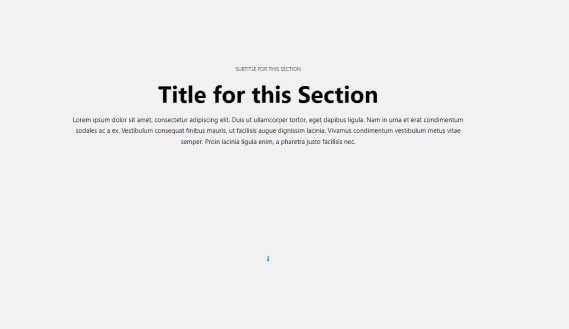 SUBTITLE FOR THIS SECTION
Title for this Section
Lorem ipsum dolor sit amet, consectetur adipiscing elit. Duis ut ullamcorper tortor, eget dapibus ligula. Nam in urna et erat condimentum
sodales ac a ex. Vestibulum consequat finibus mauris, ut facilisis augue dignissim lacinia. Vivamus condimentum vestibulum metus vitae
semper. Proin lacinia ligula enim, a pharetra justo facilisis nec.